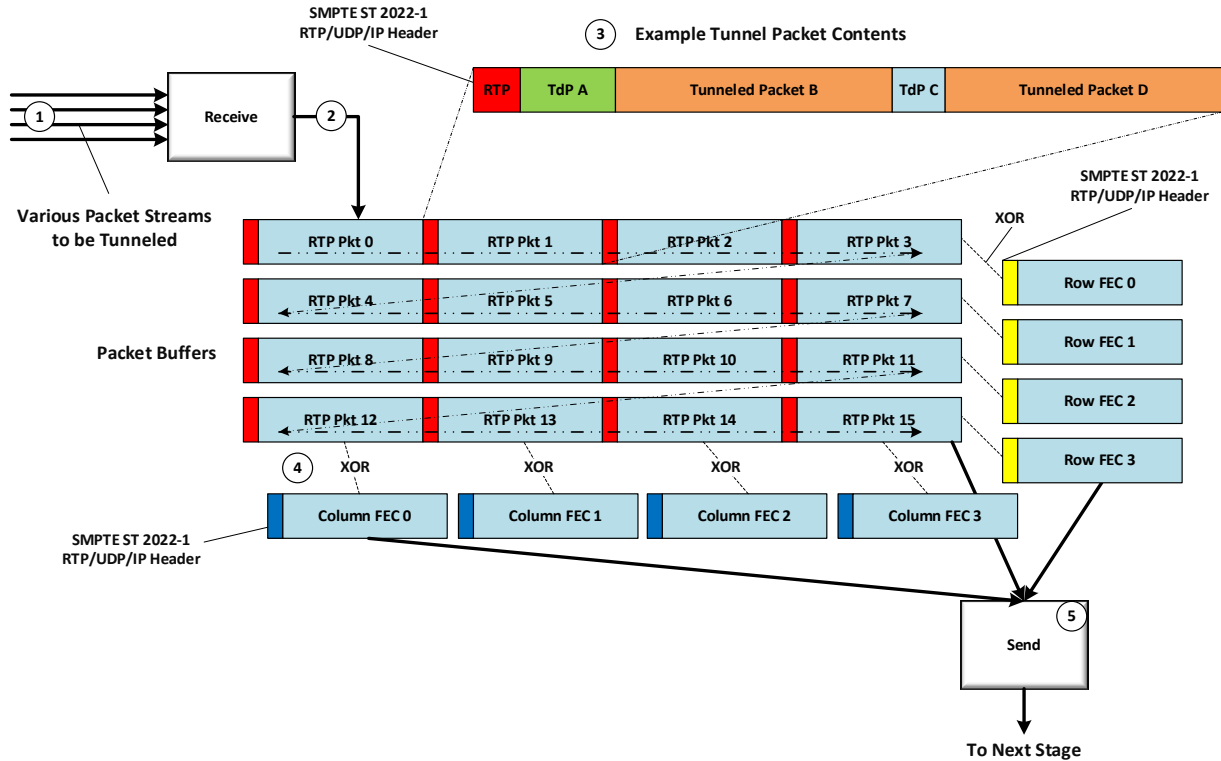 SMPTE ST 2022-1
RTP/UDP/IP Header
3 Example Tunnel Packet Contents
RTP TdP A Tunneled Packet B TdP C Tunneled Packet D
1 Receive 2
Various Packet Streams
to be Tunneled
SMPTE ST 2022-1
RTP/UDP/IP Header
XOR
RTP Pkt 0 RTP Pkt 1 RTP Pkt 2 RTP Pkt 3
Row FEC 0
RTP Pkt 4 RTP Pkt 5 RTP Pkt 6 RTP Pkt 7
Row FEC 1
Packet Buffers
RTP Pkt 8 RTP Pkt 9 RTP Pkt 10 RTP Pkt 11
Row FEC 2
RTP Pkt 12 RTP Pkt 13 RTP Pkt 14 RTP Pkt 15
Row FEC 3
4 XOR XOR XOR XOR
Column FEC 0 Column FEC 1 Column FEC 2 Column FEC 3
SMPTE ST 2022-1
RTP/UDP/IP Header
5
Send
To Next Stage